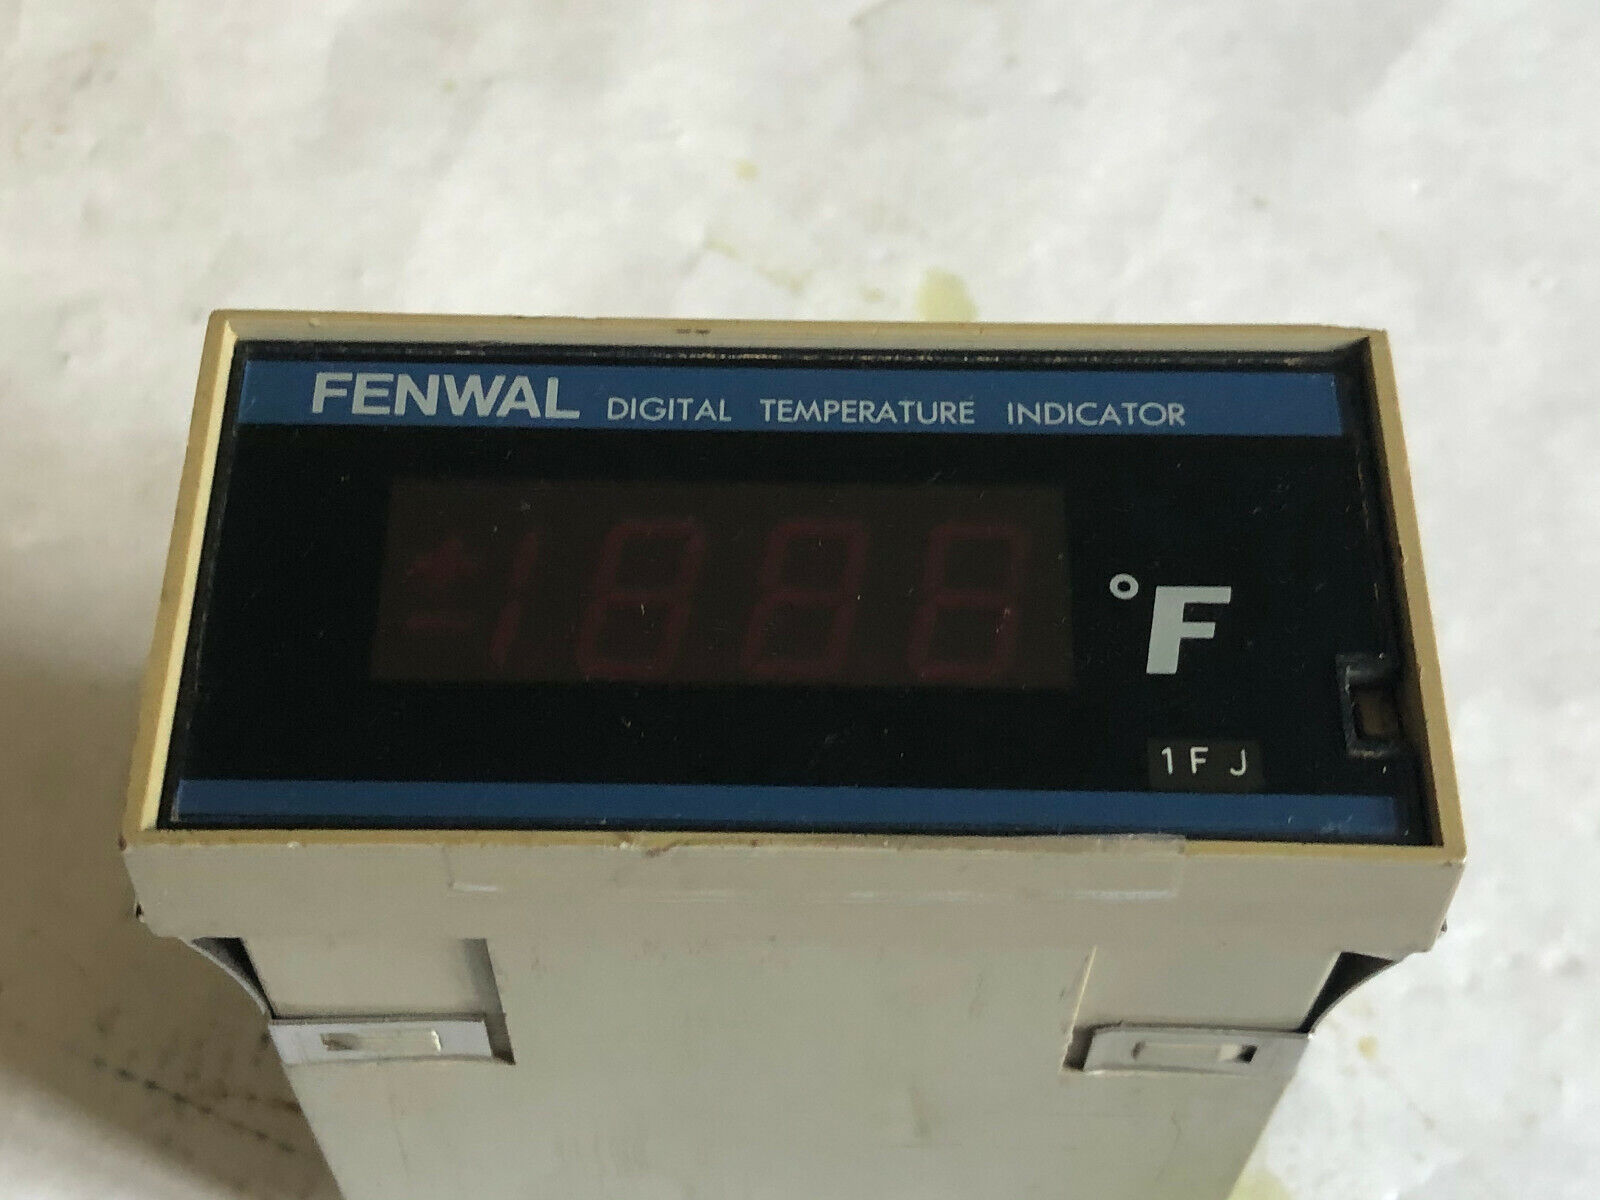 FENWAL DIGITAL TEMPERATURE INDICATOR
±1888 °F
1FJ